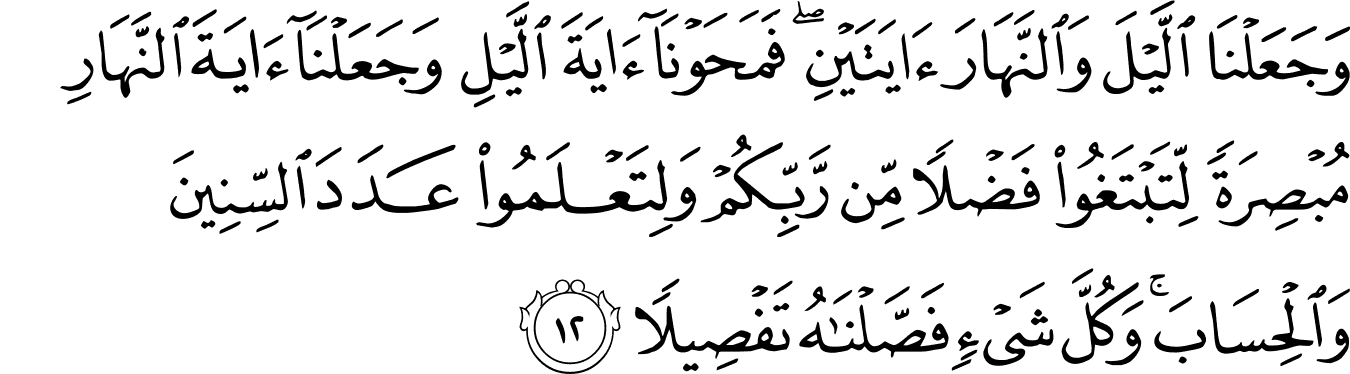 وَجَعَلْنَا ٱلَّيْلَ وَٱلنَّهَارَ ءَايَتَيْنِ ۖ فَمَحَوْنَآ ءَايَةَ ٱلَّيْلِ وَجَعَلْنَآ ءَايَةَ ٱلنَّهَارِ
مُبْصِرَةً لِّتَبْتَغُوا۟ فَضْلًا مِّن رَّبِّكُمْ وَلِتَعْلَمُوا۟ عَدَدَ ٱلسِّنِينَ
وَٱلْحِسَابَ ۚ وَكُلَّ شَىْءٍ فَصَّلْنَـٰهُ تَفْصِيلًا ١٢